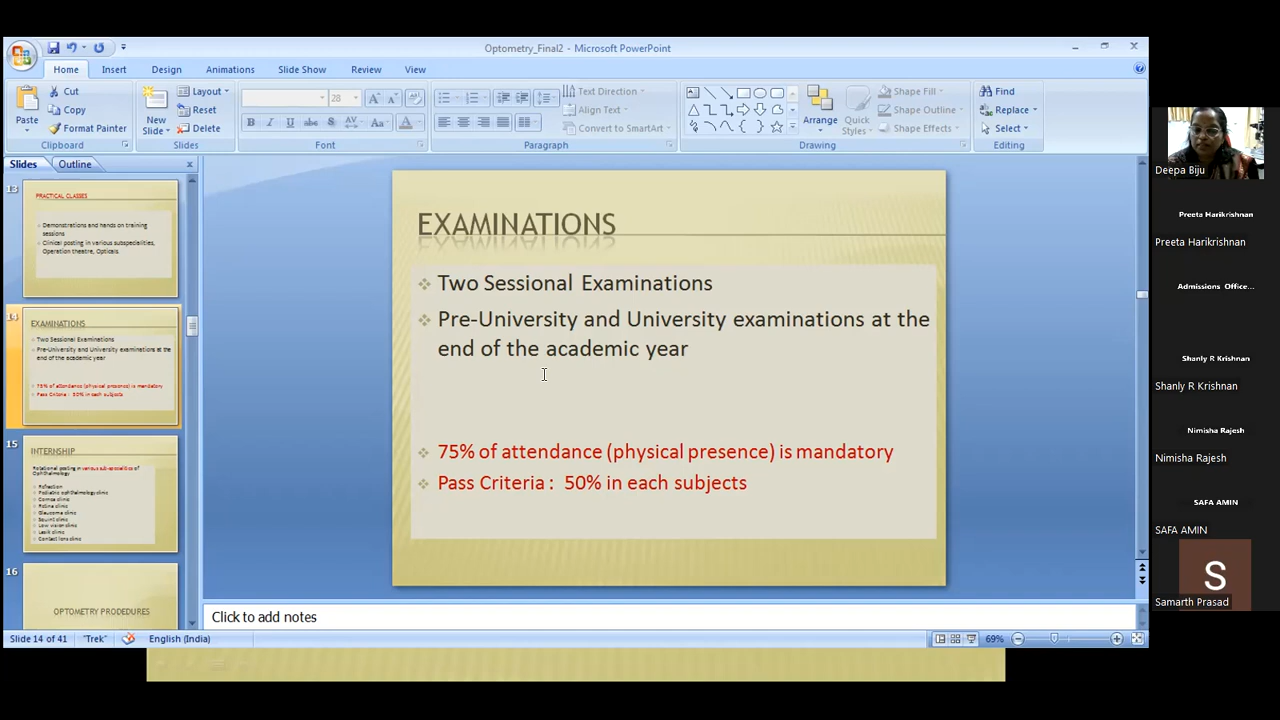 Optometry_Final2 - Microsoft PowerPoint
Home Insert Design Animations Slide Show Review View
Paste
Cut
Copy
Format Painter
Clipboard
New Slide
Layout
Reset
Delete
Slides
28
B I U abc S AV Aa A
Font
Text Direction
Align Text
Convert to SmartArt
Paragraph
Arrange
Quick Styles
Shape Fill
Shape Outline
Shape Effects
Drawing
Find
Replace
Select
Editing
Slides Outline
13
PRACTICAL CLASSES
Demonstrations and hands on training
sessions
Clinical posting in various subspecialities,
Operation theatre, Opticals.
14
EXAMINATIONS
Two Sessional Examinations
Pre-University and University examinations at the
end of the academic year
75% of attendance (physical presence) is mandatory
Pass Criteria : 50% in each subjects
15
INTERNSHIP
Rotational posting in various sub-specialities of
Ophthalmology
Refraction
Pediatric ophthalmology clinic
Cornea clinic
Retina clinic
Glaucoma clinic
Squint clinic
Low vision clinic
Lasik clinic
Contact lens clinic
16
OPTOMETRY PRODEDURES
EXAMINATIONS
Two Sessional Examinations
Pre-University and University examinations at the
end of the academic year
75% of attendance (physical presence) is mandatory
Pass Criteria : 50% in each subjects
Click to add notes
Slide 14 of 41 "Trek" English (India) 69%
Deepa Biju
Preeta Harikrishnan
Preeta Harikrishnan
Admissions Office...
Shanly R Krishnan
Shanly R Krishnan
Nimisha Rajesh
Nimisha Rajesh
SAFA AMIN
SAFA AMIN
S
Samarth Prasad